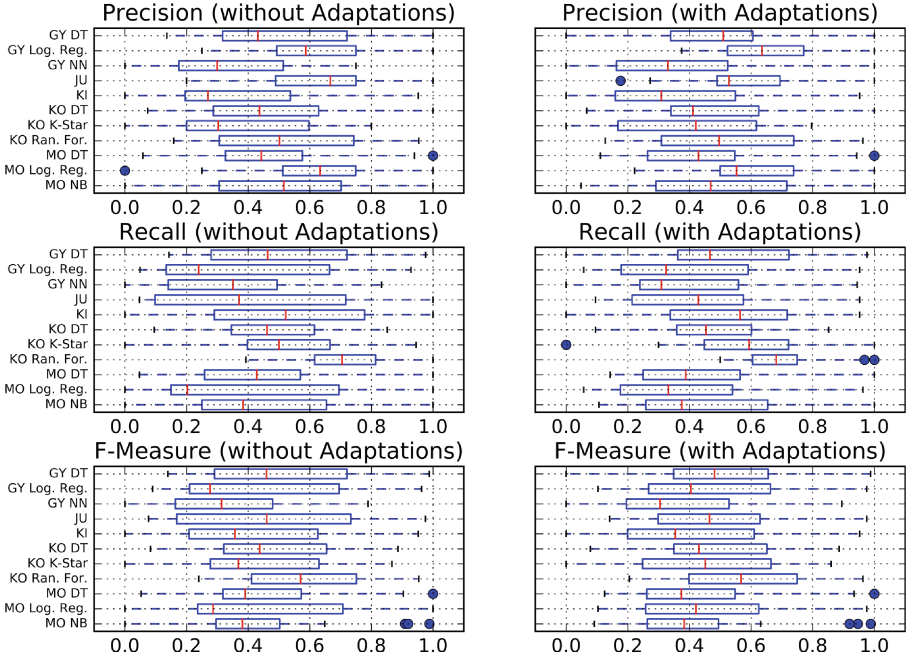 Precision (without Adaptations)
GY DT
GY Log. Reg.
GY NN
JU
KI
KO DT
KO K-Star
KO Ran. For.
MO DT
MO Log. Reg.
MO NB
0.0 0.2 0.4 0.6 0.8 1.0
Precision (with Adaptations)
0.0 0.2 0.4 0.6 0.8 1.0
Recall (without Adaptations)
GY DT
GY Log. Reg.
GY NN
JU
KI
KO DT
KO K-Star
KO Ran. For.
MO DT
MO Log. Reg.
MO NB
0.0 0.2 0.4 0.6 0.8 1.0
Recall (with Adaptations)
0.0 0.2 0.4 0.6 0.8 1.0
F-Measure (without Adaptations)
GY DT
GY Log. Reg.
GY NN
JU
KI
KO DT
KO K-Star
KO Ran. For.
MO DT
MO Log. Reg.
MO NB
0.0 0.2 0.4 0.6 0.8 1.0
F-Measure (with Adaptations)
0.0 0.2 0.4 0.6 0.8 1.0